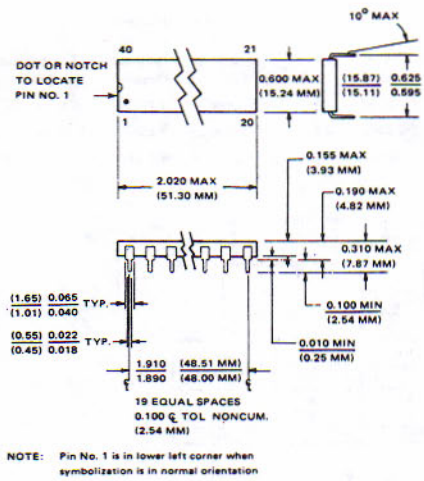 10° MAX
40 21
DOT OR NOTCH
TO LOCATE
PIN NO. 1
0.600 MAX
(15.24 MM)
(15.87) 0.625
(15.11) 0.595
1 20
2.020 MAX
(51.30 MM)
0.155 MAX
(3.93 MM)
0.190 MAX
(4.82 MM)
0.310 MAX
(7.87 MM)
(1.65) 0.065
(1.01) 0.040
TYP.
0.100 MIN
(2.54 MM)
(0.55) 0.022
(0.45) 0.018
TYP.
0.010 MIN
(0.25 MM)
1.910 (48.51 MM)
1.890 (48.00 MM)
19 EQUAL SPACES
0.100 ℄ TOL NONCUM.
(2.54 MM)
NOTE: Pin No. 1 is in lower left corner when
symbolization is in normal orientation